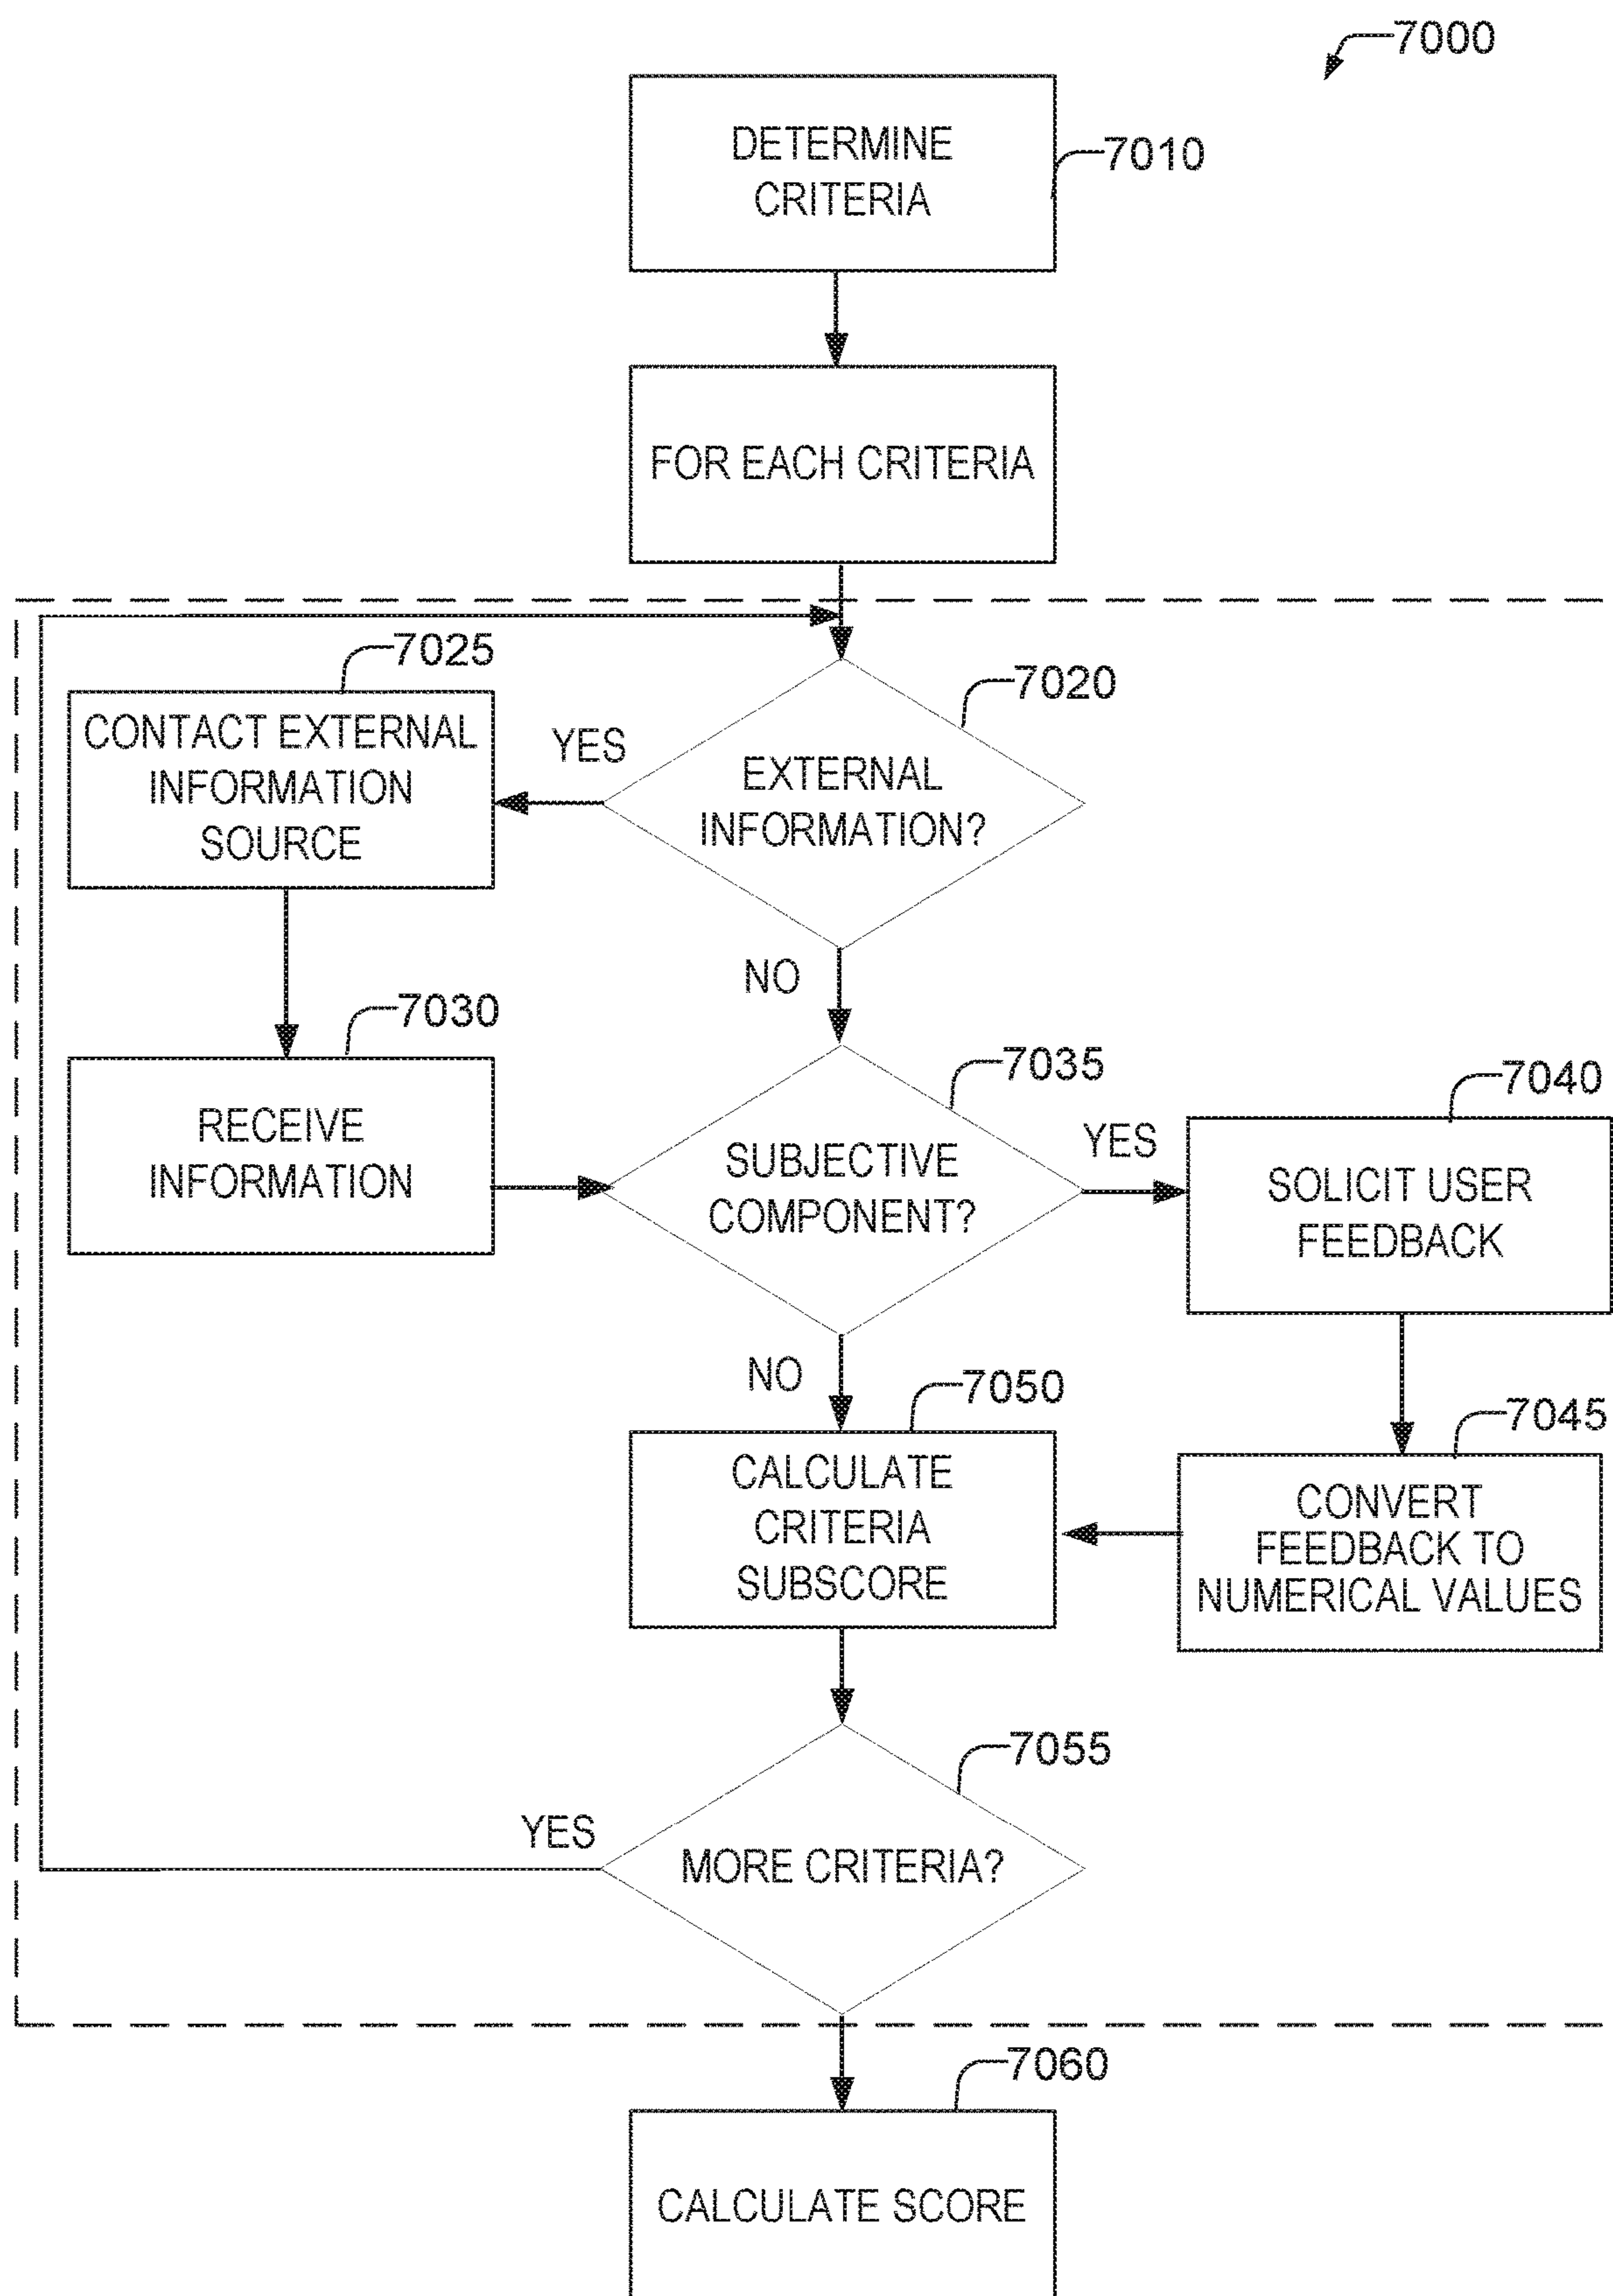 7000
DETERMINE
CRITERIA
7010
FOR EACH CRITERIA
7025
CONTACT EXTERNAL
INFORMATION
SOURCE
YES
7020
EXTERNAL
INFORMATION?
NO
7030
RECEIVE
INFORMATION
7035
SUBJECTIVE
COMPONENT?
YES
7040
SOLICIT USER
FEEDBACK
NO
7050
CALCULATE
CRITERIA
SUBSCORE
7045
CONVERT
FEEDBACK TO
NUMERICAL VALUES
7055
YES
MORE CRITERIA?
7060
CALCULATE SCORE